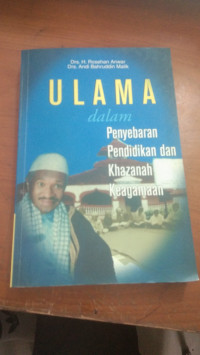 Drs. H. Rosehan Anwar
Drs. Andi Bahruddin Malik
ULAMA
dalam
Penyebaran
Pendidikan dan
Khazanah
Keagamaan